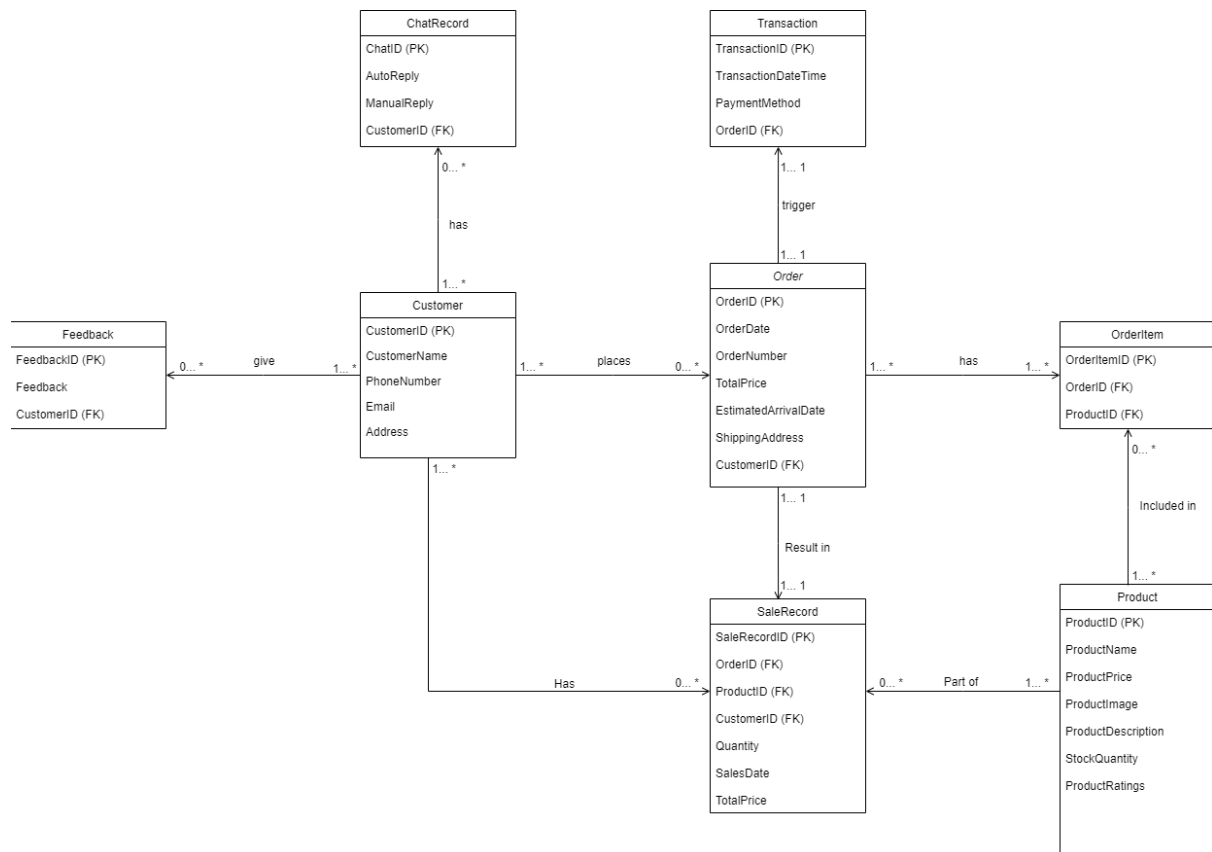 ChatRecord
ChatID (PK)
AutoReply
ManualReply
CustomerID (FK)
Transaction
TransactionID (PK)
TransactionDateTime
PaymentMethod
OrderID (FK)
0... *
has
1... *
1... 1
trigger
1... 1
Feedback
FeedbackID (PK)
Feedback
CustomerID (FK)
0... *
give
1... *
Customer
CustomerID (PK)
CustomerName
PhoneNumber
Email
Address
1... *
places
0... *
Order
OrderID (PK)
OrderDate
OrderNumber
TotalPrice
EstimatedArrivalDate
ShippingAddress
CustomerID (FK)
1... *
has
1... *
OrderItem
OrderItemID (PK)
OrderID (FK)
ProductID (FK)
1... *
Has
0... *
1... 1
Result in
1... 1
0... *
Included in
1... *
SaleRecord
SaleRecordID (PK)
OrderID (FK)
ProductID (FK)
CustomerID (FK)
Quantity
SalesDate
TotalPrice
0... *
Part of
1... *
Product
ProductID (PK)
ProductName
ProductPrice
ProductImage
ProductDescription
StockQuantity
ProductRatings